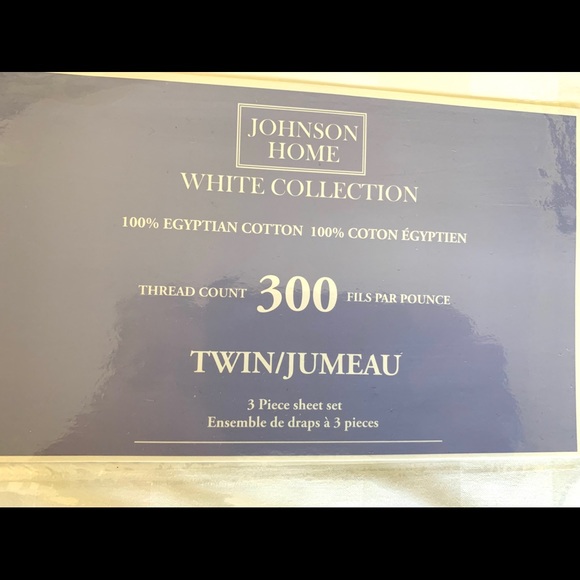 JOHNSON
HOME
WHITE COLLECTION
100% EGYPTIAN COTTON 100% COTON ÉGYPTIEN
THREAD COUNT 300 FILS PAR POUNCE
TWIN/JUMEAU
3 Piece sheet set
Ensemble de draps à 3 pieces